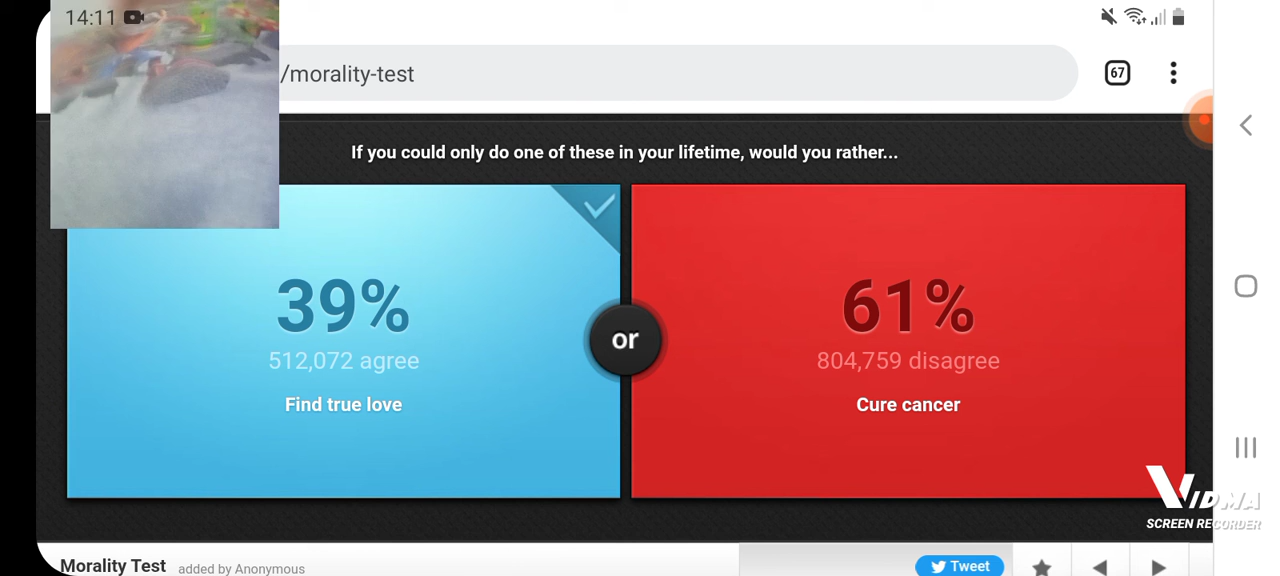 14:11
/morality-test
67
If you could only do one of these in your lifetime, would you rather...
39%
512,072 agree
Find true love
or
61%
804,759 disagree
Cure cancer
VIDMA
SCREEN RECORDER
Morality Test added by Anonymous
Tweet